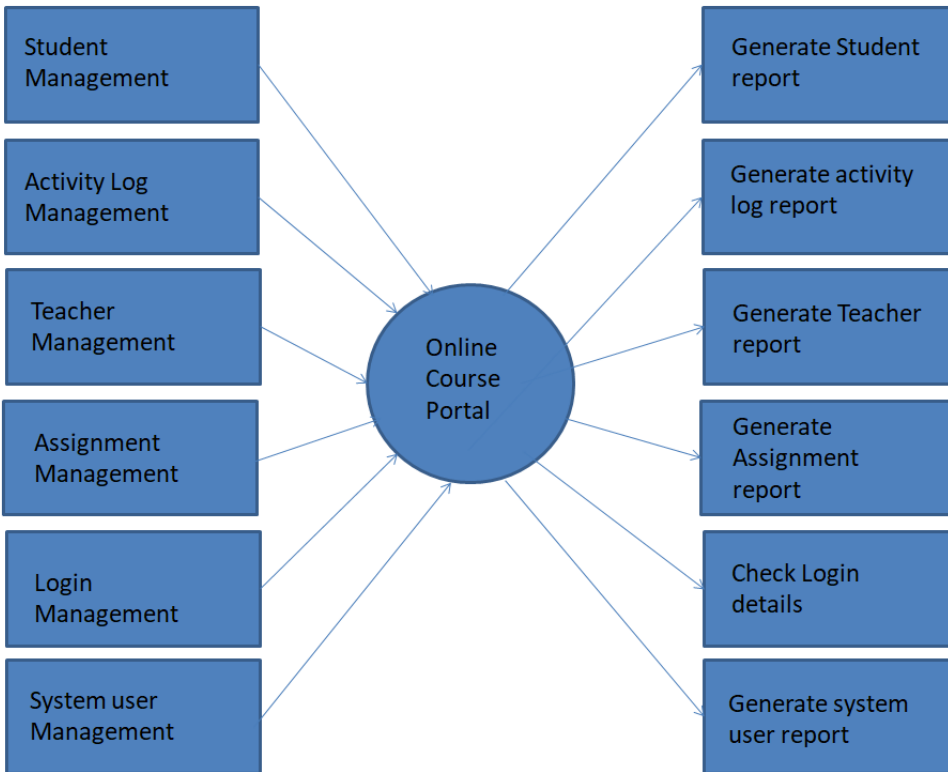 Student
Management
Activity Log
Management
Teacher
Management
Assignment
Management
Login
Management
System user
Management
Online
Course
Portal
Generate Student
report
Generate activity
log report
Generate Teacher
report
Generate
Assignment
report
Check Login
details
Generate system
user report